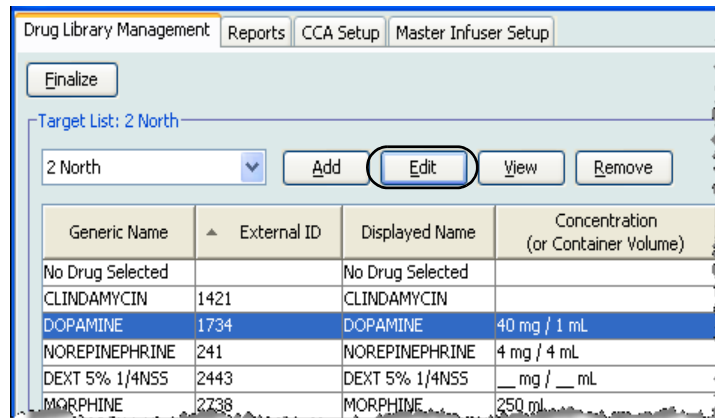 Drug Library Management Reports CCA Setup Master Infuser Setup
Finalize
Target List: 2 North
2 North Add Edit View Remove
Generic Name External ID Displayed Name Concentration (or Container Volume)
No Drug Selected No Drug Selected
CLINDAMYCIN 1421 CLINDAMYCIN
DOPAMINE 1734 DOPAMINE 40 mg / 1 mL
NOREPINEPHRINE 241 NOREPINEPHRINE 4 mg / 4 mL
DEXT 5% 1/4NSS 2443 DEXT 5% 1/4NSS __ mg / __ mL
MORPHINE 2738 MORPHINE 250 mL